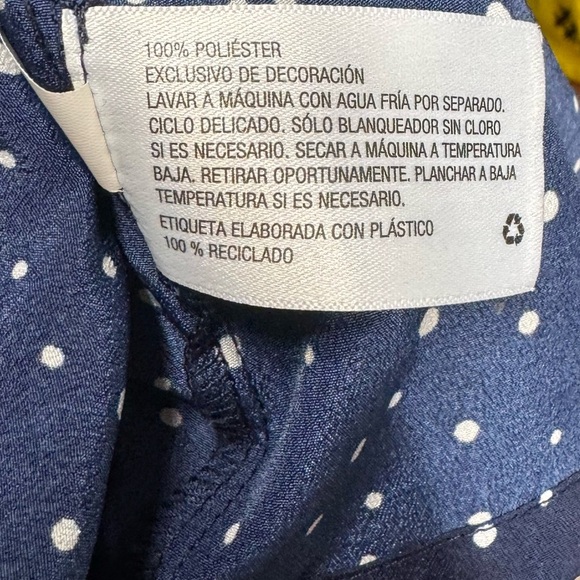 100% POLIÉSTER
EXCLUSIVO DE DECORACIÓN
LAVAR A MÁQUINA CON AGUA FRÍA POR SEPARADO.
CICLO DELICADO. SÓLO BLANQUEADOR SIN CLORO
SI ES NECESARIO. SECAR A MÁQUINA A TEMPERATURA
BAJA. RETIRAR OPORTUNAMENTE. PLANCHAR A BAJA
TEMPERATURA SI ES NECESARIO.
ETIQUETA ELABORADA CON PLÁSTICO
100 % RECICLADO